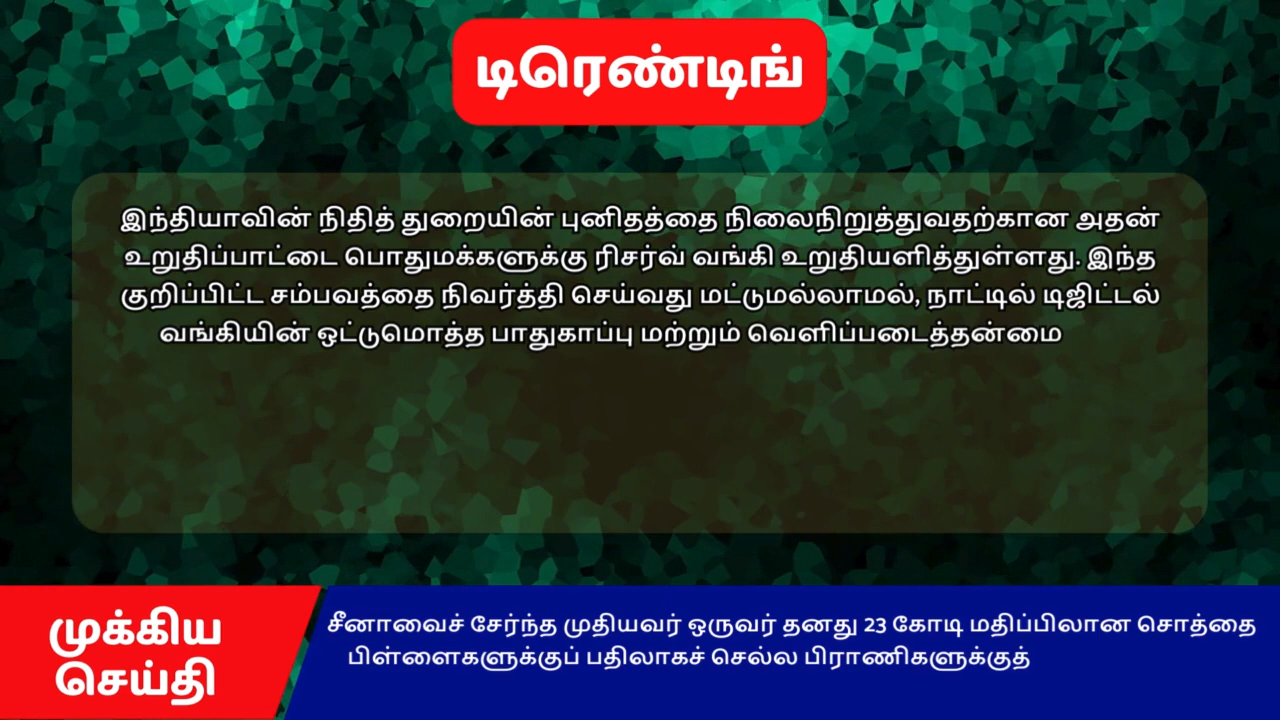 டிரெண்டிங்
இந்தியாவின் நிதித் துறையின் புனிதத்தை நிலைநிறுத்துவதற்கான அதன்
உறுதிப்பாட்டை பொதுமக்களுக்கு ரிசர்வ் வங்கி உறுதியளித்துள்ளது. இந்த
குறிப்பிட்ட சம்பவத்தை நிவர்த்தி செய்வது மட்டுமல்லாமல், நாட்டில் டிஜிட்டல்
வங்கியின் ஒட்டுமொத்த பாதுகாப்பு மற்றும் வெளிப்படைத்தன்மை
முக்கிய
செய்தி
சீனாவைச் சேர்ந்த முதியவர் ஒருவர் தனது 23 கோடி மதிப்பிலான சொத்தை
பிள்ளைகளுக்குப் பதிலாகச் செல்ல பிராணிகளுக்குத்